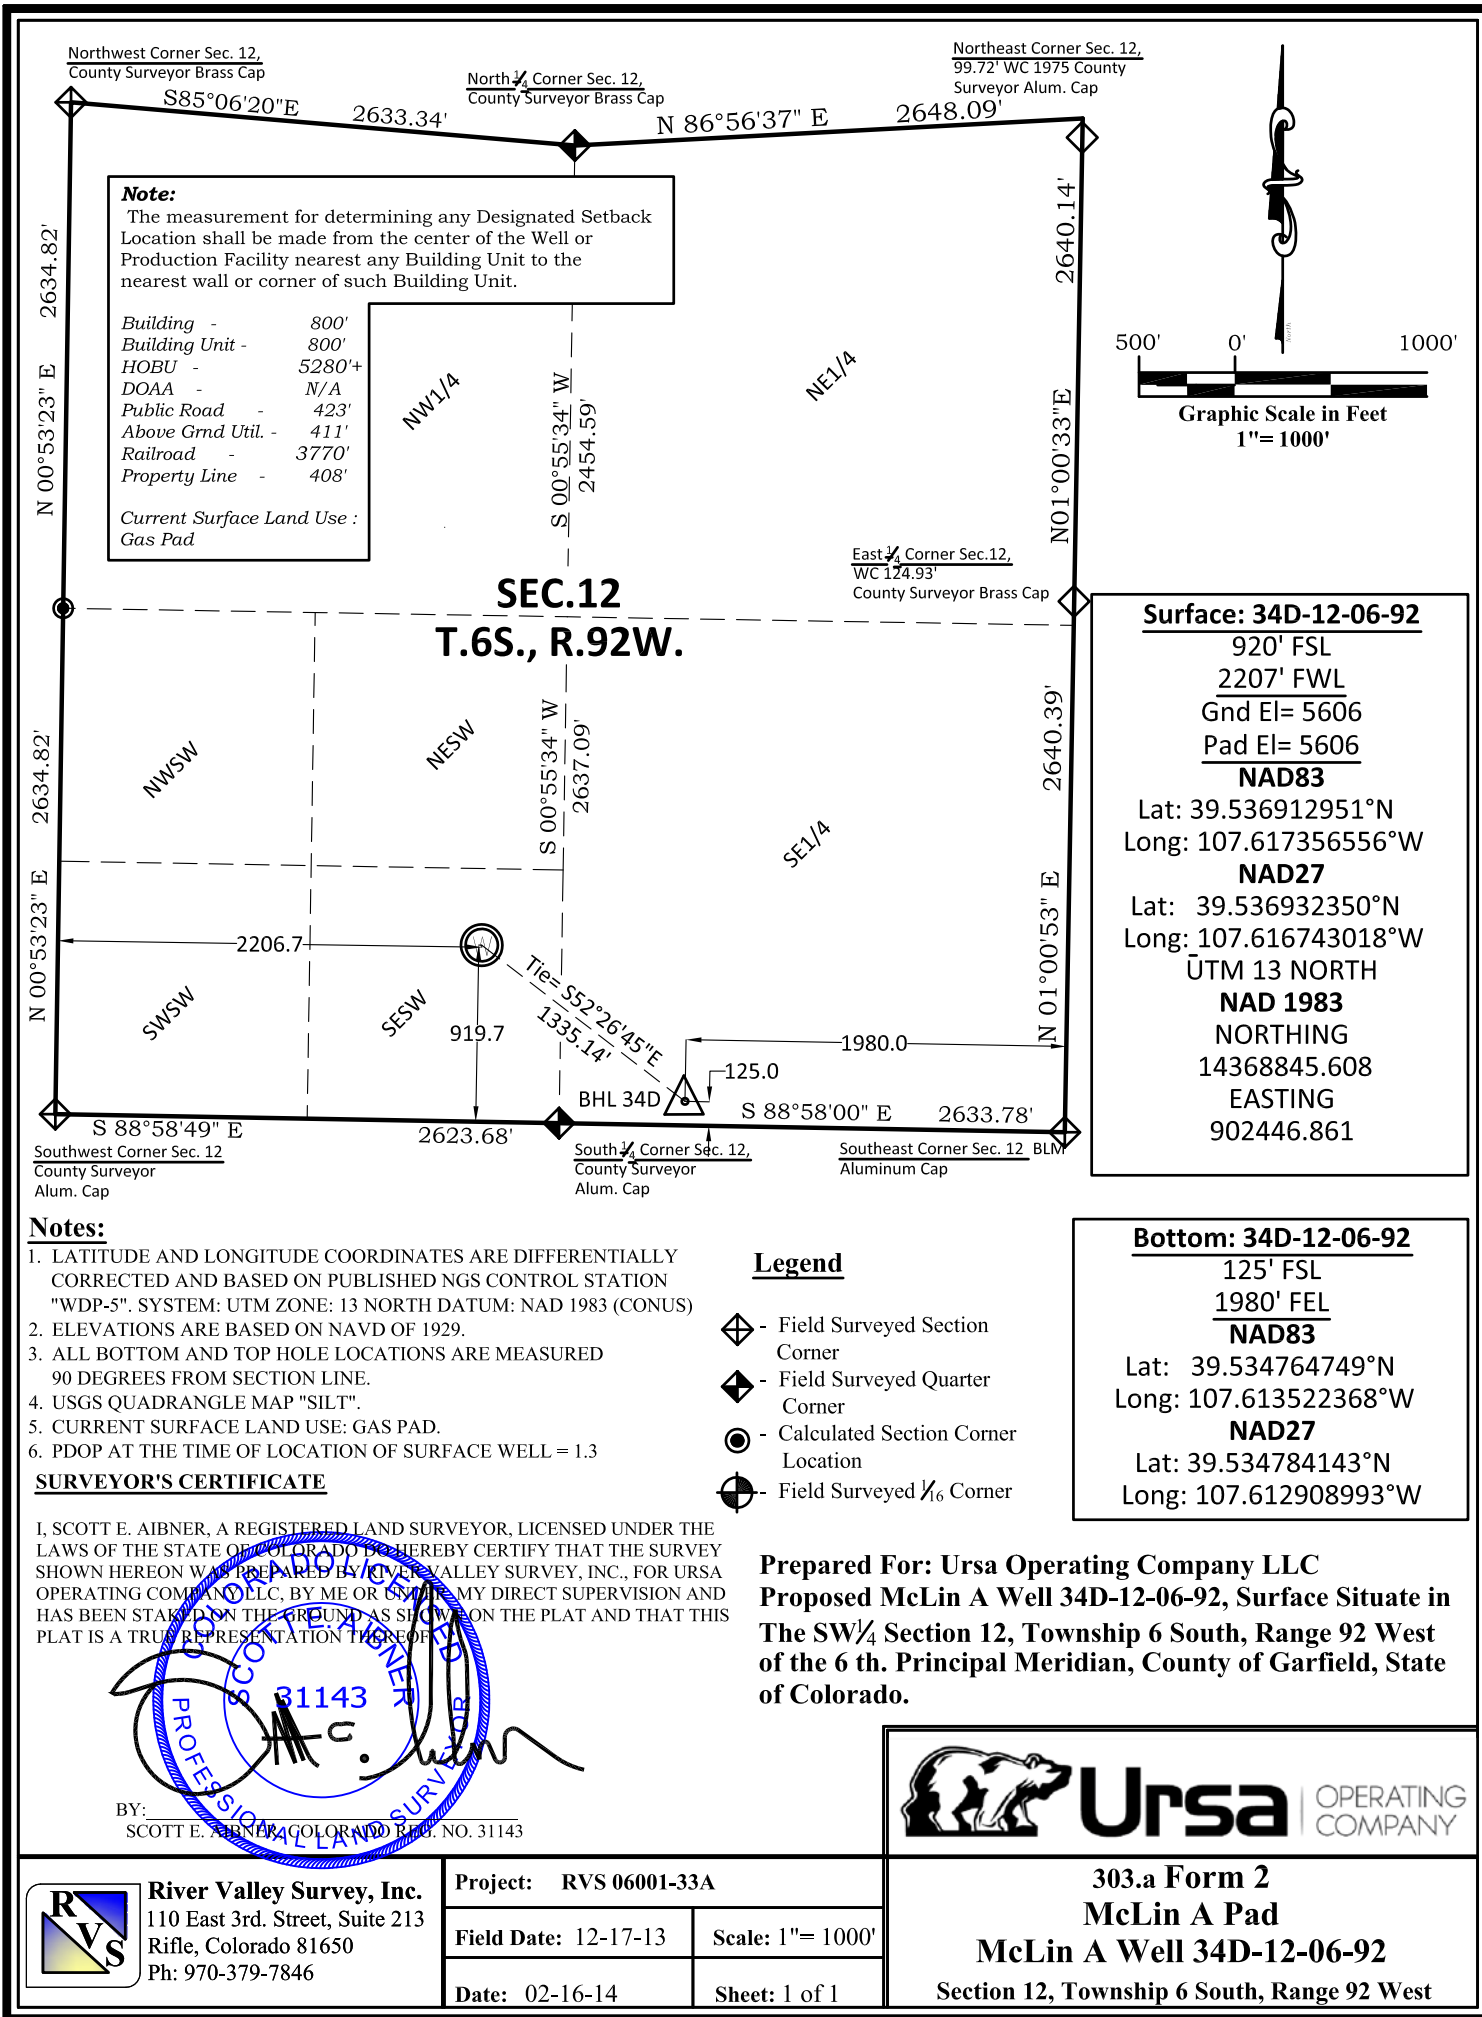 Northwest Corner Sec. 12,
County Surveyor Brass Cap
North 1/4 Corner Sec. 12,
County Surveyor Brass Cap
Northeast Corner Sec. 12,
99.72' WC 1975 County
Surveyor Alum. Cap
S85°06'20"E 2633.34'
N 86°56'37" E 2648.09'
Note:
The measurement for determining any Designated Setback
Location shall be made from the center of the Well or
Production Facility nearest any Building Unit to the
nearest wall or corner of such Building Unit.
Building - 800'
Building Unit - 800'
HOBU - 5280'+
DOAA - N/A
Public Road - 423'
Above Grnd Util. - 411'
Railroad - 3770'
Property Line - 408'
Current Surface Land Use :
Gas Pad
N 00°53'23" E 2634.82'
NW1/4
S 00°55'34" W
2454.59'
NE1/4
N01°00'33"E 2640.14'
North
500' 0' 1000'
Graphic Scale in Feet
1"= 1000'
East 1/4 Corner Sec.12,
WC 124.93'
County Surveyor Brass Cap
SEC.12
T.6S., R.92W.
N 00°53'23" E 2634.82'
NWSW
NESW
S 00°55'34" W
2637.09'
SE1/4
N 01°00'53" E 2640.39'
2206.7
W
SWSW
SESW
919.7
Tie= S52°26'45"E
1335.14'
1980.0
125.0
BHL 34D
S 88°58'49" E 2623.68'
S 88°58'00" E 2633.78'
Southwest Corner Sec. 12
County Surveyor
Alum. Cap
South 1/4 Corner Sec. 12,
County Surveyor
Alum. Cap
Southeast Corner Sec. 12 BLM
Aluminum Cap
Surface: 34D-12-06-92
920' FSL
2207' FWL
Gnd El= 5606
Pad El= 5606
NAD83
Lat: 39.536912951°N
Long: 107.617356556°W
NAD27
Lat: 39.536932350°N
Long: 107.616743018°W
UTM 13 NORTH
NAD 1983
NORTHING
14368845.608
EASTING
902446.861
Bottom: 34D-12-06-92
125' FSL
1980' FEL
NAD83
Lat: 39.534764749°N
Long: 107.613522368°W
NAD27
Lat: 39.534784143°N
Long: 107.612908993°W
Notes:
1. LATITUDE AND LONGITUDE COORDINATES ARE DIFFERENTIALLY
CORRECTED AND BASED ON PUBLISHED NGS CONTROL STATION
"WDP-5". SYSTEM: UTM ZONE: 13 NORTH DATUM: NAD 1983 (CONUS)
2. ELEVATIONS ARE BASED ON NAVD OF 1929.
3. ALL BOTTOM AND TOP HOLE LOCATIONS ARE MEASURED
90 DEGREES FROM SECTION LINE.
4. USGS QUADRANGLE MAP "SILT".
5. CURRENT SURFACE LAND USE: GAS PAD.
6. PDOP AT THE TIME OF LOCATION OF SURFACE WELL = 1.3
Legend
- Field Surveyed Section
Corner
- Field Surveyed Quarter
Corner
- Calculated Section Corner
Location
- Field Surveyed 1/16 Corner
SURVEYOR'S CERTIFICATE
I, SCOTT E. AIBNER, A REGISTERED LAND SURVEYOR, LICENSED UNDER THE
LAWS OF THE STATE OF COLORADO DO HEREBY CERTIFY THAT THE SURVEY
SHOWN HEREON WAS PREPARED BY RIVER VALLEY SURVEY, INC., FOR URSA
OPERATING COMPANY LLC, BY ME OR UNDER MY DIRECT SUPERVISION AND
HAS BEEN STAKED ON THE GROUND AS SHOWN ON THE PLAT AND THAT THIS
PLAT IS A TRUE REPRESENTATION THEREOF.
COLORADO LICENSED
SCOTT E. AIBNER
31143
PROFESSIONAL LAND SURVEYOR
BY:
SCOTT E. AIBNER, COLORADO REG. NO. 31143
Prepared For: Ursa Operating Company LLC
Proposed McLin A Well 34D-12-06-92, Surface Situate in
The SW1/4 Section 12, Township 6 South, Range 92 West
of the 6 th. Principal Meridian, County of Garfield, State
of Colorado.
Ursa OPERATING
COMPANY
RVS
River Valley Survey, Inc.
110 East 3rd. Street, Suite 213
Rifle, Colorado 81650
Ph: 970-379-7846
Project: RVS 06001-33A
Field Date: 12-17-13 Scale: 1"= 1000'
Date: 02-16-14 Sheet: 1 of 1
303.a Form 2
McLin A Pad
McLin A Well 34D-12-06-92
Section 12, Township 6 South, Range 92 West